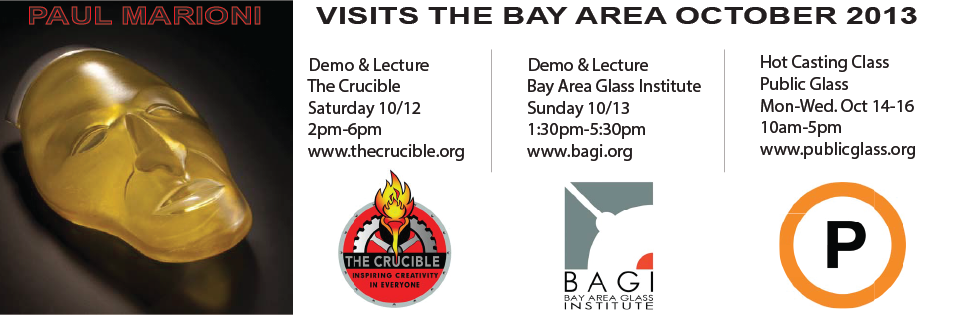 PAUL MARIONI
VISITS THE BAY AREA OCTOBER 2013
Demo & Lecture
The Crucible
Saturday 10/12
2pm-6pm
www.thecrucible.org
Demo & Lecture
Bay Area Glass Institute
Sunday 10/13
1:30pm-5:30pm
www.bagi.org
Hot Casting Class
Public Glass
Mon-Wed. Oct 14-16
10am-5pm
www.publicglass.org
THE CRUCIBLE
INSPIRING CREATIVITY
IN EVERYONE
BAGI
BAY AREA GLASS
INSTITUTE
P